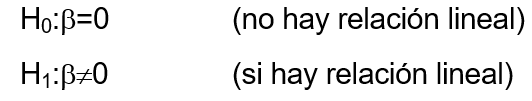 H₀:β=0 (no hay relación lineal)
H₁:β≠0 (si hay relación lineal)